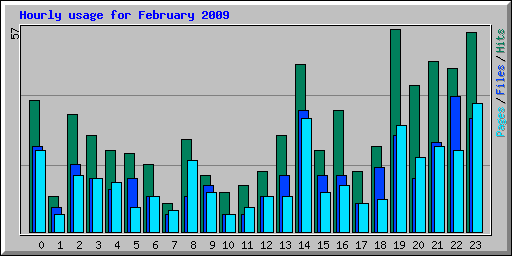 Hourly usage for February 2009
57
0 1 2 3 4 5 6 7 8 9 10 11 12 13 14 15 16 17 18 19 20 21 22 23
Pages / Files / Hits